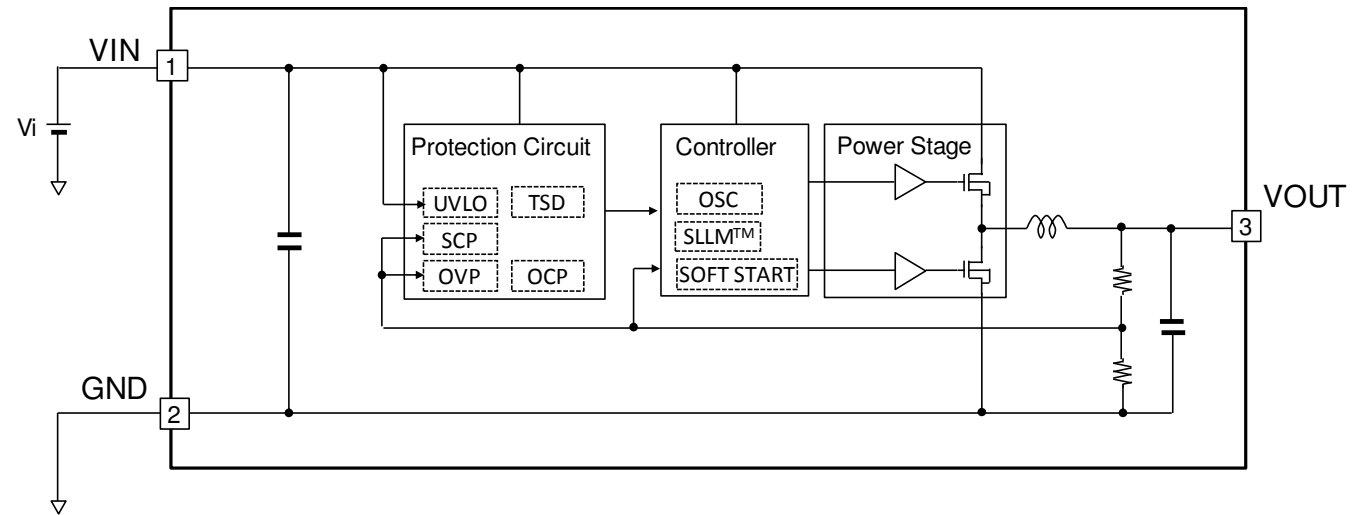 VIN
1
Vi
Protection Circuit
UVLO
TSD
SCP
OVP
OCP
Controller
OSC
SLLM™
SOFT START
Power Stage
VOUT
3
GND
2